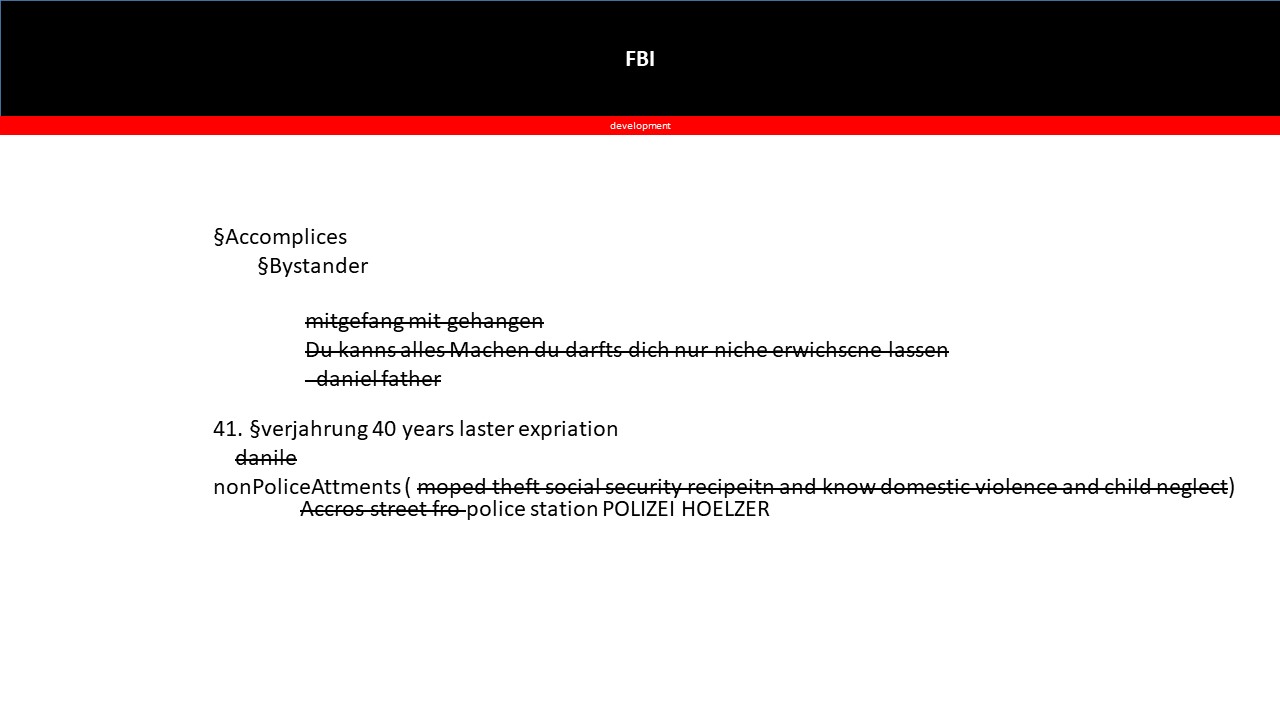 FBI
development
§Accomplices
§Bystander
mitgefang mit gehangen
Du kanns alles Machen du darfts dich nur niche erwichscne lassen
- daniel father
41. §verjahrung 40 years laster expriation
danile
nonPoliceAttments ( moped theft social security recipeitn and know domestic violence and child neglect)
Accros street fro police station POLIZEI HOELZER